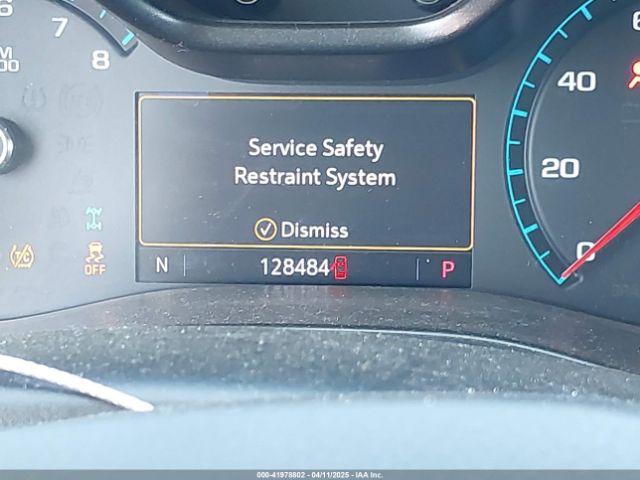 6
7
8
Service Safety
Restraint System
Dismiss
N 128484 P
T/C
OFF
40
20
0
000-41978802 - 04/11/2025 - IAA Inc.